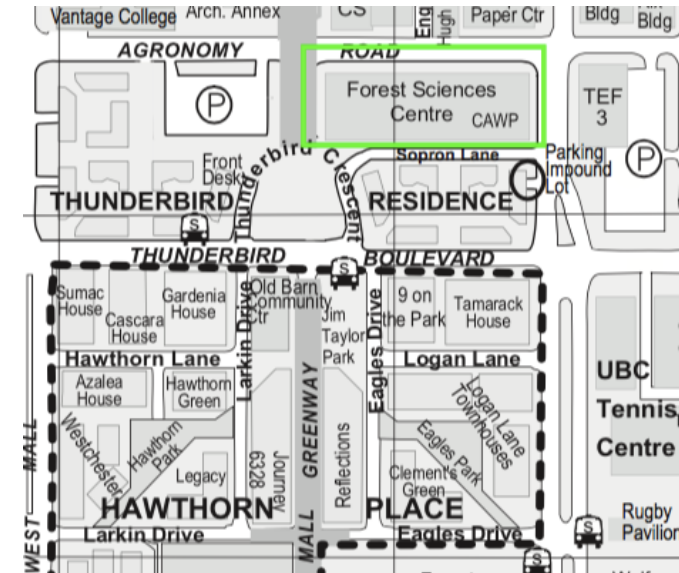 Vantage College
Arch. Annex
CS
Eng
Hugh
Paper Ctr
Bldg
Bldg
AGRONOMY ROAD
P
Forest Sciences
Centre
CAWP
TEF
3
Front
Desk
Thunderbird Crescent
Sopron Lane
Parking
Impound
Lot
P
THUNDERBIRD RESIDENCE
S
THUNDERBIRD BOULEVARD
S
Sumac
House
Cascara
House
Gardenia
House
Larkin Drive
Old Barn
Community
Ctr
Jim
Taylor
Park
Eagles Drive
9 on
the Park
Tamarack
House
Hawthorn Lane
Logan Lane
Azalea
House
Hawthorn
Green
Logan Lane
Townhouses
UBC
Tennis
Centre
Westchester
Hawthorn
Park
Legacy
6328
Journey
MALL GREENWAY
Reflections
Eagles Park
Clement's
Green
WEST MALL
HAWTHORN PLACE
Larkin Drive
Eagles Drive
S
Rugby
Pavilion
S